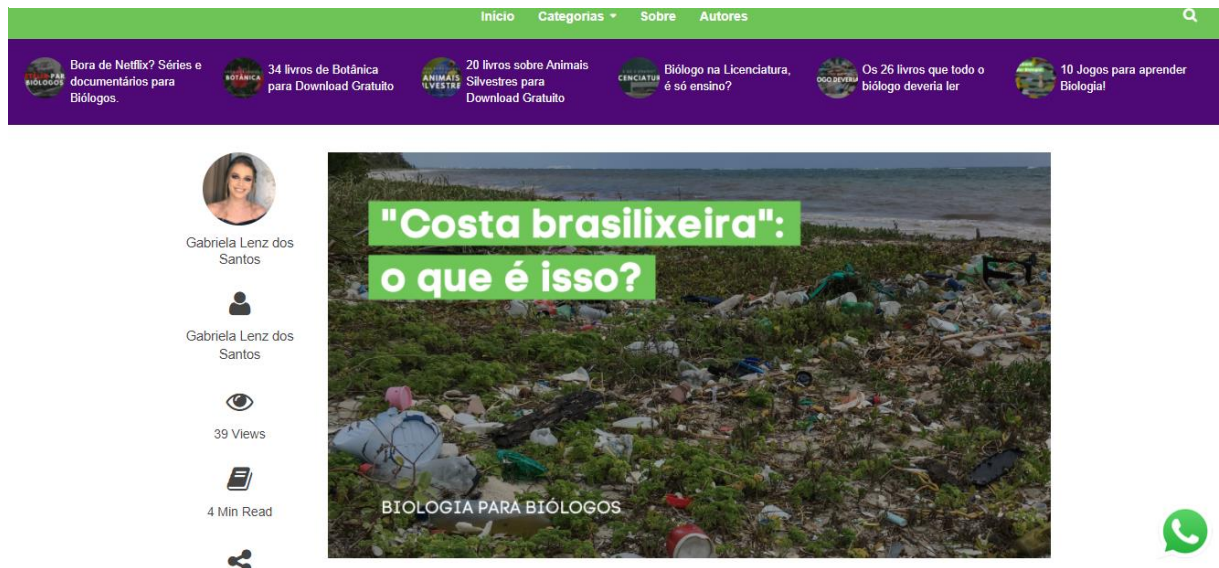 Início Categorias Sobre Autores
Bora de Netflix? Séries e
documentários para
Biólogos.
BOTÂNICA
34 livros de Botânica
para Download Gratuito
ANIMAIS
20 livros sobre Animais
Silvestres para
Download Gratuito
Biólogo na Licenciatura,
é só ensino?
Os 26 livros que todo o
biólogo deveria ler
10 Jogos para aprender
Biologia!
Gabriela Lenz dos
Santos
Gabriela Lenz dos
Santos
39 Views
4 Min Read
"Costa brasilixeira":
o que é isso?
BIOLOGIA PARA BIÓLOGOS